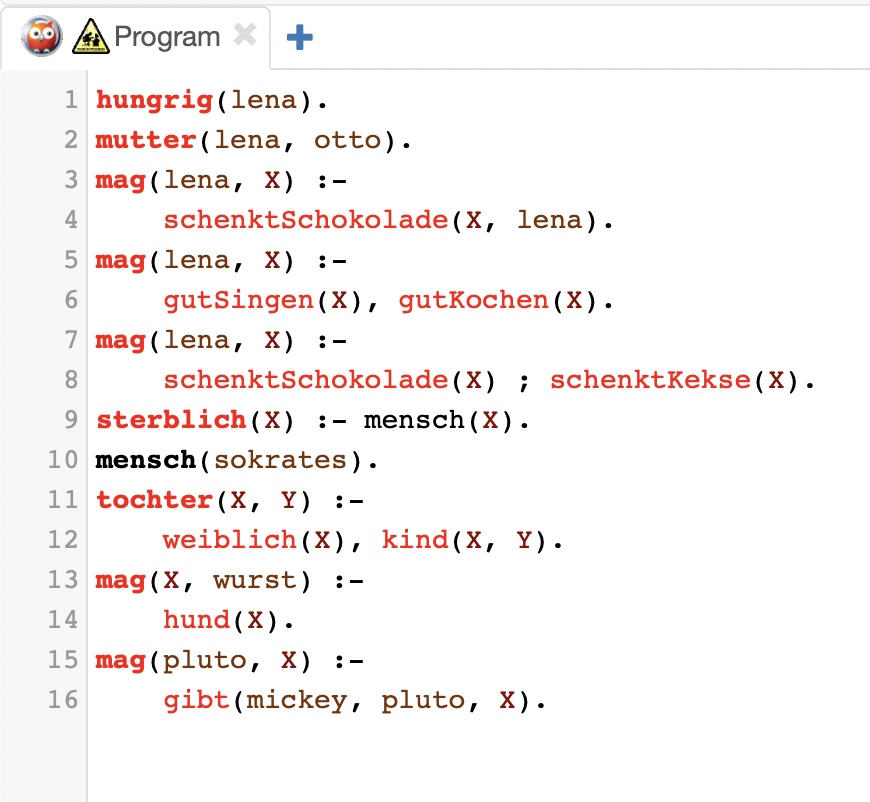 Program
1 hungrig(lena).
2 mutter(lena, otto).
3 mag(lena, X) :-
4     schenktSchokolade(X, lena).
5 mag(lena, X) :-
6     gutSingen(X), gutKochen(X).
7 mag(lena, X) :-
8     schenktSchokolade(X) ; schenktKekse(X).
9 sterblich(X) :- mensch(X).
10 mensch(sokrates).
11 tochter(X, Y) :-
12     weiblich(X), kind(X, Y).
13 mag(X, wurst) :-
14     hund(X).
15 mag(pluto, X) :-
16     gibt(mickey, pluto, X).